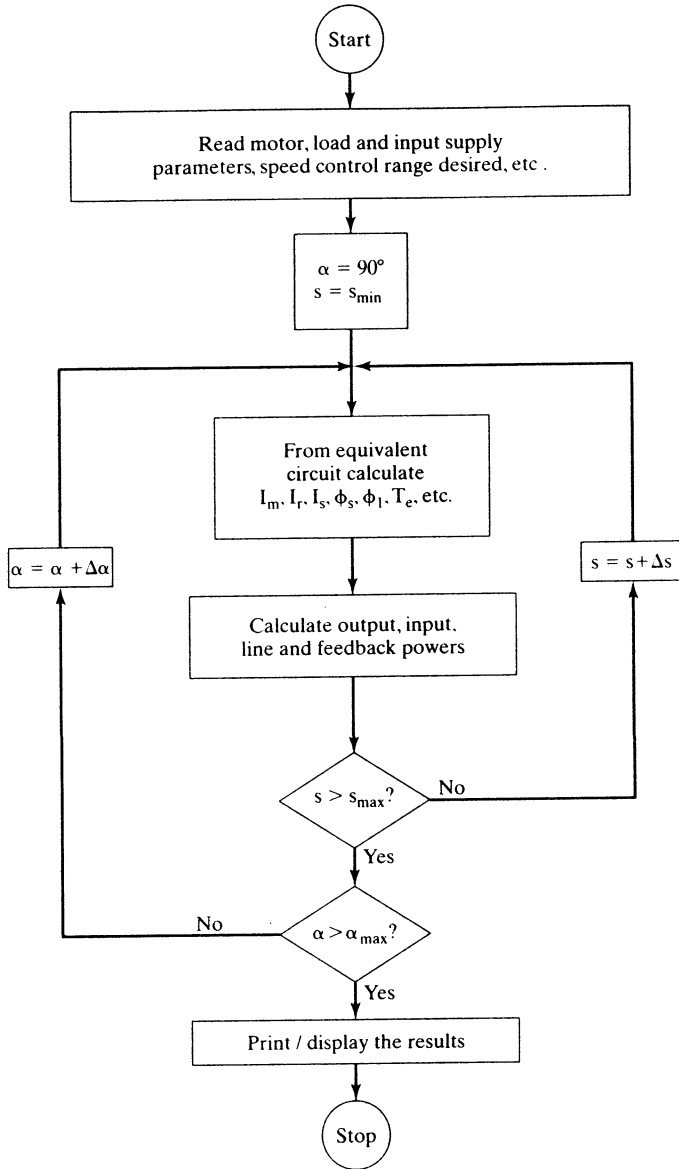 Start
Read motor, load and input supply
parameters, speed control range desired, etc .
α = 90°
s = s_min
From equivalent
circuit calculate
I_m, I_r, I_s, ϕ_s, ϕ_l, T_e, etc.
α = α + Δα
s = s + Δs
Calculate output, input,
line and feedback powers
s > s_max?
No
Yes
α > α_max?
No
Yes
Print / display the results
Stop